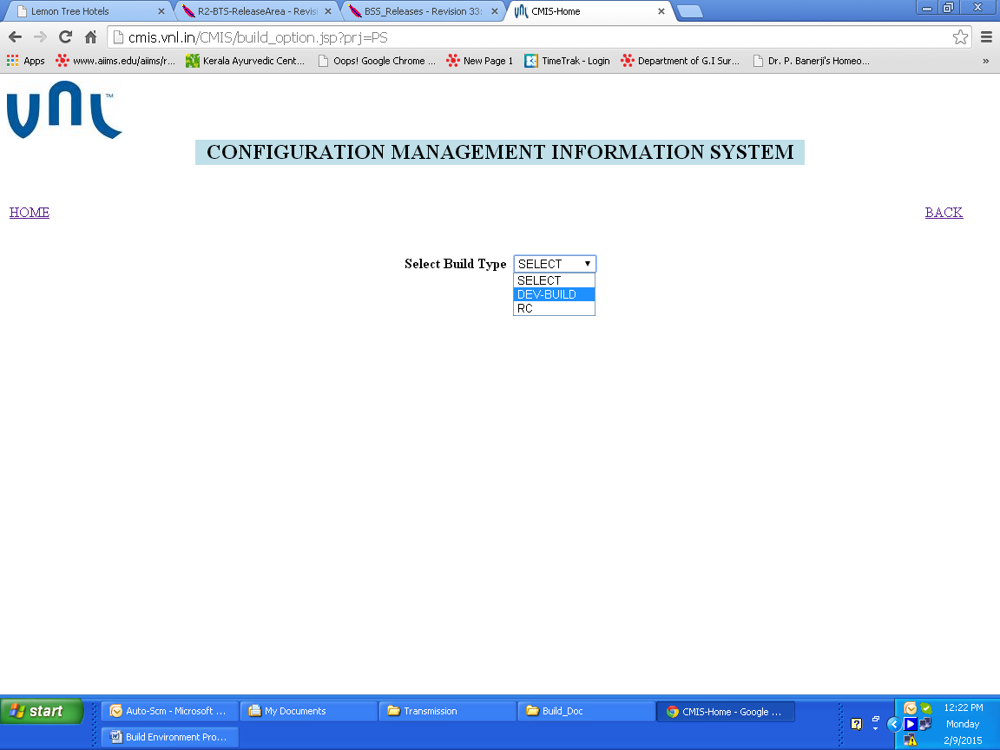 Lemon Tree Hotels
R2-BTS-ReleaseArea - Revisi
BSS_Releases - Revision 33:
CMIS-Home
cmis.vnl.in/CMIS/build_option.jsp?prj=PS
Apps
www.aiims.edu/aiims/r...
Kerala Ayurvedic Cent...
Oops! Google Chrome ...
New Page 1
TimeTrak - Login
Department of G.I Sur...
Dr. P. Banerji's Homeo...
»
vnl™
CONFIGURATION MANAGEMENT INFORMATION SYSTEM
HOME
BACK
Select Build Type
SELECT
SELECT
DEV-BUILD
RC
start
Auto-Scm - Microsoft ...
My Documents
Transmission
Build_Doc
CMIS-Home - Google ...
Build Environment Pro...
12:22 PM
Monday
2/9/2015